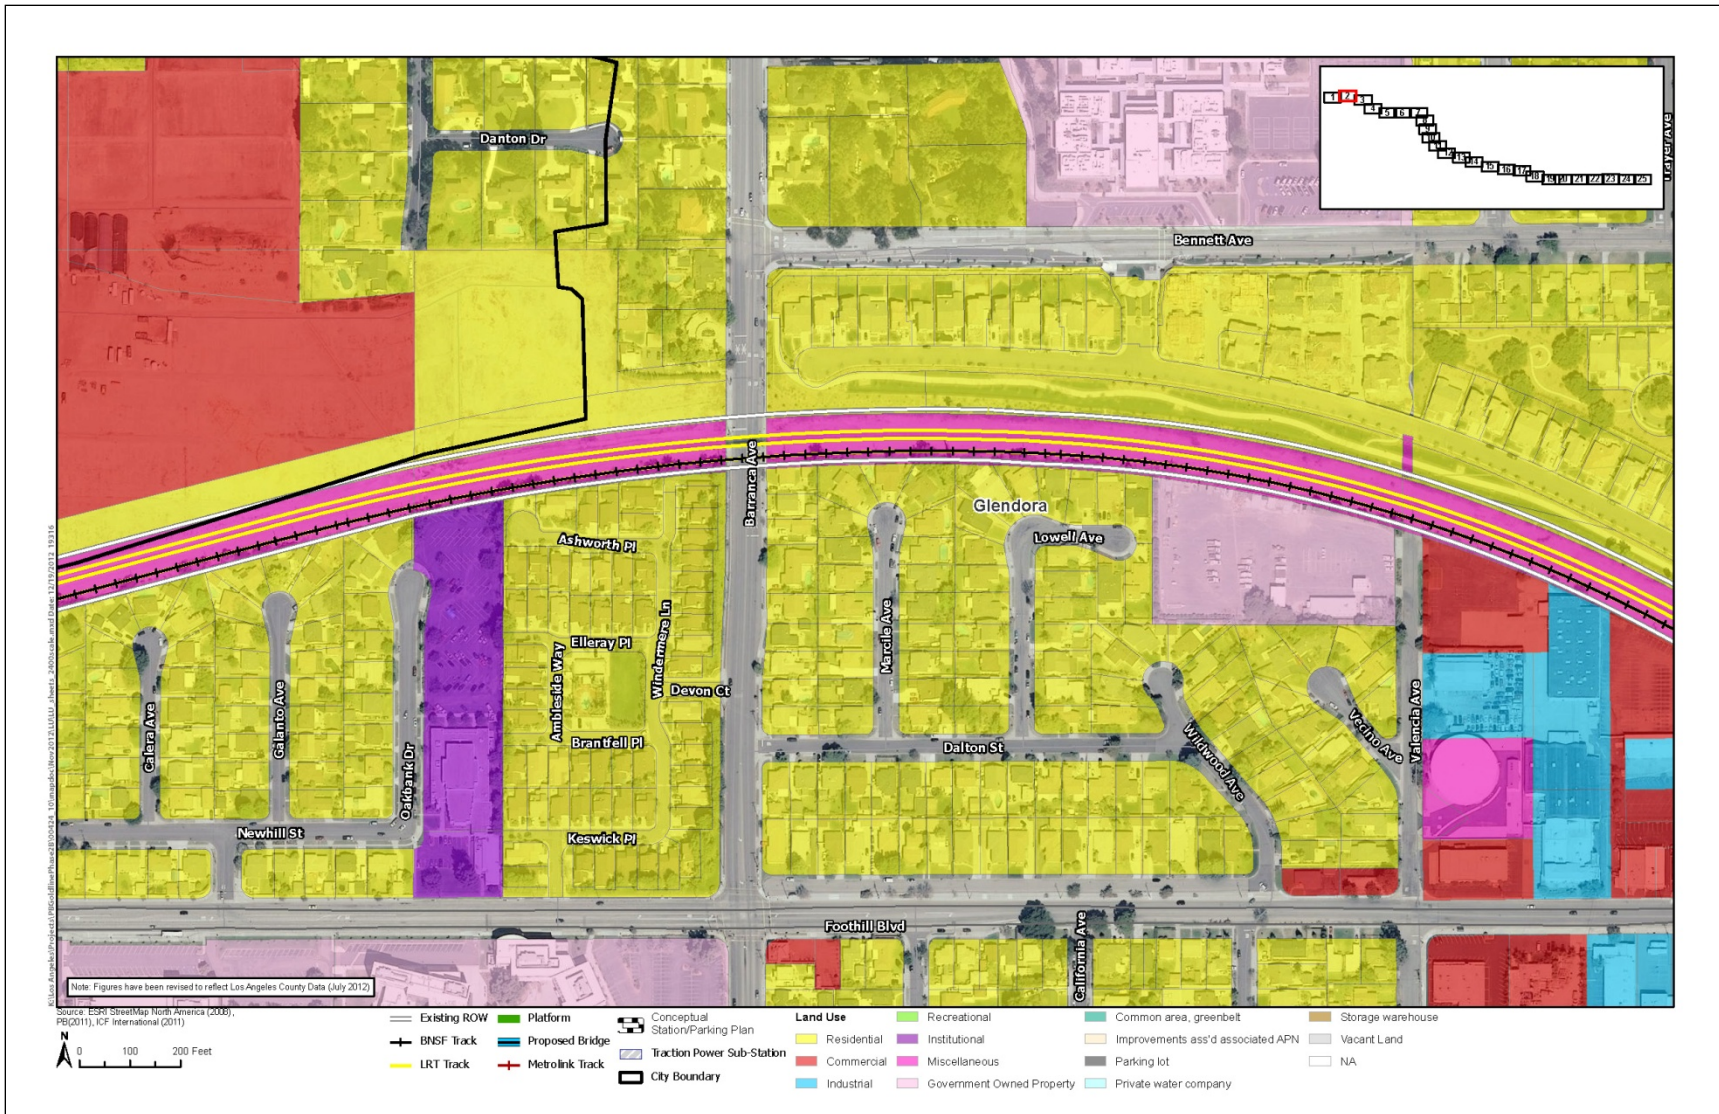 Danton Dr
Bennett Ave
1
2
3
4
5
6
7
12
13
14
15
16
17
18
19
20
21
22
23
24
25
Barranca Ave
Glendora
Ashworth Pl
Lowell Ave
Elleray Pl
Windermere Ln
Marcile Ave
Ambleside Way
Devon Ct
Calera Ave
Galanto Ave
Oakbank Dr
Brantfell Pl
Dalton St
Wildwood Ave
Vecino Ave
Valencia Ave
Newhill St
Keswick Pl
Foothill Blvd
California Ave
Note: Figures have been revised to reflect Los Angeles County Data (July 2012)
Source: ESRI StreetMap North America (2008),
PB(2011), ICF International (2011)
N
0 100 200 Feet
Existing ROW
BNSF Track
LRT Track
Platform
Proposed Bridge
Metrolink Track
Conceptual
Station/Parking Plan
Traction Power Sub-Station
City Boundary
Land Use
Residential
Commercial
Industrial
Recreational
Institutional
Miscellaneous
Government Owned Property
Common area, greenbelt
Improvements ass'd associated APN
Parking lot
Private water company
Storage warehouse
Vacant Land
NA